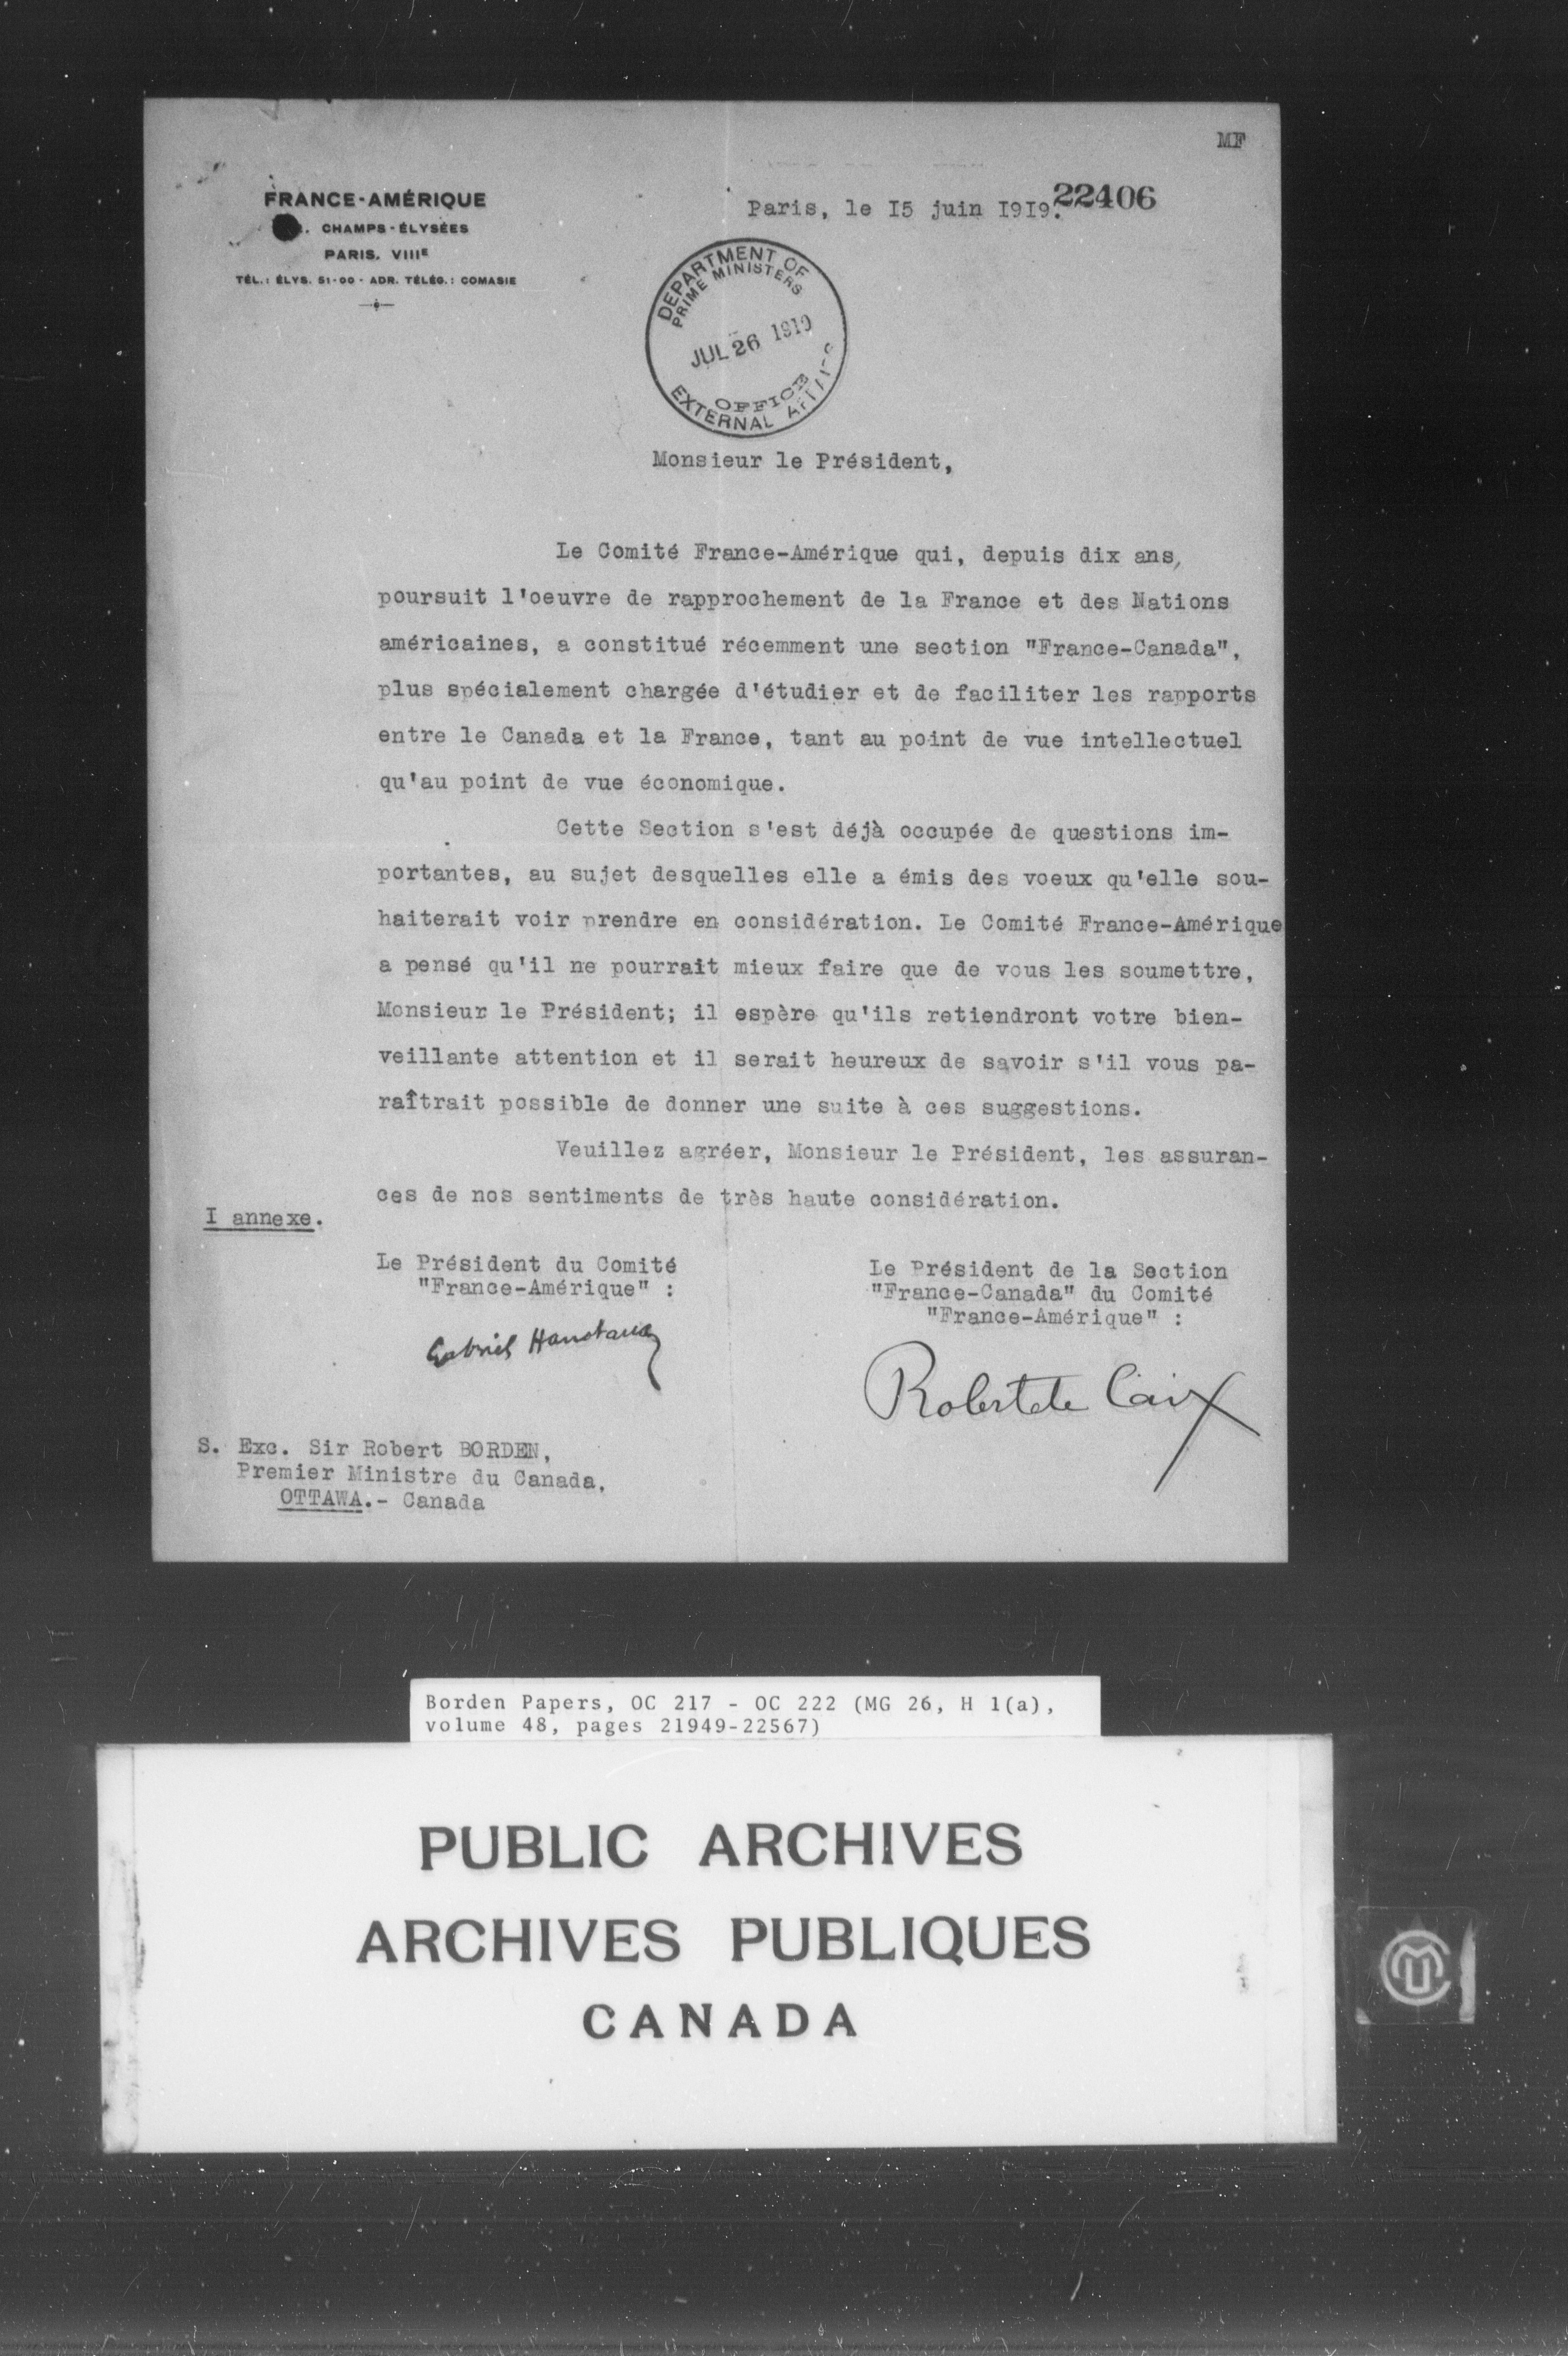 MF
FRANCE-AMÉRIQUE
CHAMPS-ÉLYSÉES
PARIS. VIIIE
TÉL.: ÉLYS. 51-00 - ADR. TÉLÉG.: COMASIE
Paris, le I5 juin I9I9.
22406
DEPARTMENT OF
PRIME MINISTERS
JUL 26 1919
OFFICE
EXTERNAL AFFAIRS
Monsieur le Président,
Le Comité France-Amérique qui, depuis dix ans,
poursuit l'oeuvre de rapprochement de la France et des Nations
américaines, a constitué récemment une section "France-Canada",
plus spécialement chargée d'étudier et de faciliter les rapports
entre le Canada et la France, tant au point de vue intellectuel
qu'au point de vue économique.
Cette Section s'est déjà occupée de questions im-
portantes, au sujet desquelles elle a émis des voeux qu'elle sou-
haiterait voir prendre en considération. Le Comité France-Amérique
a pensé qu'il ne pourrait mieux faire que de vous les soumettre,
Monsieur le Président; il espère qu'ils retiendront votre bien-
veillante attention et il serait heureux de savoir s'il vous pa-
raîtrait possible de donner une suite à ces suggestions.
Veuillez agréer, Monsieur le Président, les assuran-
ces de nos sentiments de très haute considération.
I annexe.
Le Président du Comité
"France-Amérique" :
Gabriel Hanotaux
Le Président de la Section
"France-Canada" du Comité
"France-Amérique" :
Robert de Caix
S. Exc. Sir Robert BORDEN,
Premier Ministre du Canada,
OTTAWA.- Canada
Borden Papers, OC 217 - OC 222 (MG 26, H 1(a),
volume 48, pages 21949-22567)
PUBLIC ARCHIVES
ARCHIVES PUBLIQUES
CANADA